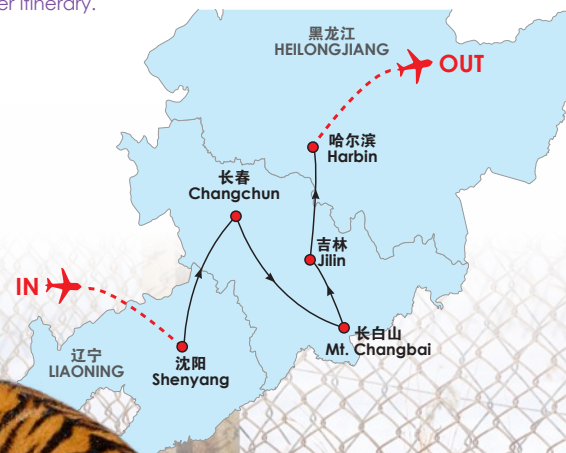 er itinerary.
黑龙江
HEILONGJIANG
OUT
哈尔滨
Harbin
长春
Changchun
吉林
Jilin
IN
长白山
Mt. Changbai
辽宁
LIAONING
沈阳
Shenyang